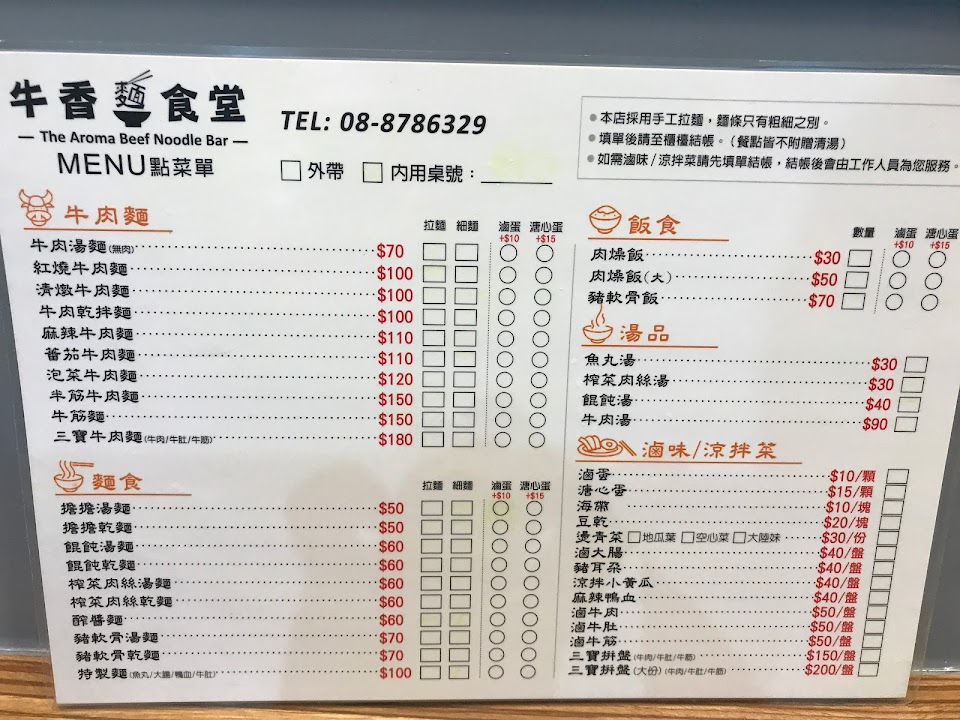 牛香麵食堂
The Aroma Beef Noodle Bar
MENU點菜單
TEL: 08-8786329
外帶 內用桌號:
本店採用手工拉麵,麵條只有粗細之別。
填單後請至櫃檯結帳。(餐點皆不附贈清湯)
如需滷味/涼拌菜請先填單結帳,結帳後會由工作人員為您服務。
牛肉麵 拉麵 細麵 滷蛋+$10 溏心蛋+$15
牛肉湯麵(無肉) $70
紅燒牛肉麵 $100
清燉牛肉麵 $100
牛肉乾拌麵 $100
麻辣牛肉麵 $110
蕃茄牛肉麵 $110
泡菜牛肉麵 $120
半筋牛肉麵 $150
牛筋麵 $150
三寶牛肉麵(牛肉/牛肚/牛筋) $180
麵食 拉麵 細麵 滷蛋+$10 溏心蛋+$15
擔擔湯麵 $50
擔擔乾麵 $50
餛飩湯麵 $60
餛飩乾麵 $60
榨菜肉絲湯麵 $60
榨菜肉絲乾麵 $60
酢醬麵 $60
豬軟骨湯麵 $70
豬軟骨乾麵 $70
特製麵(魚丸/大腸/鴨血/牛肚) $100
飯食 數量 滷蛋+$10 溏心蛋+$15
肉燥飯 $30
肉燥飯(大) $50
豬軟骨飯 $70
湯品
魚丸湯 $30
榨菜肉絲湯 $30
餛飩湯 $40
牛肉湯 $90
滷味/涼拌菜
滷蛋 $10/顆
溏心蛋 $15/顆
海帶 $10/塊
豆乾 $20/塊
燙青菜 地瓜葉 空心菜 大陸妹 $30/份
滷大腸 $40/盤
豬耳朵 $40/盤
涼拌小黃瓜 $40/盤
麻辣鴨血 $40/盤
滷牛肉 $50/盤
滷牛肚 $50/盤
滷牛筋 $50/盤
三寶拼盤(牛肉/牛肚/牛筋) $150/盤
三寶拼盤(大份)(牛肉/牛肚/牛筋) $200/盤